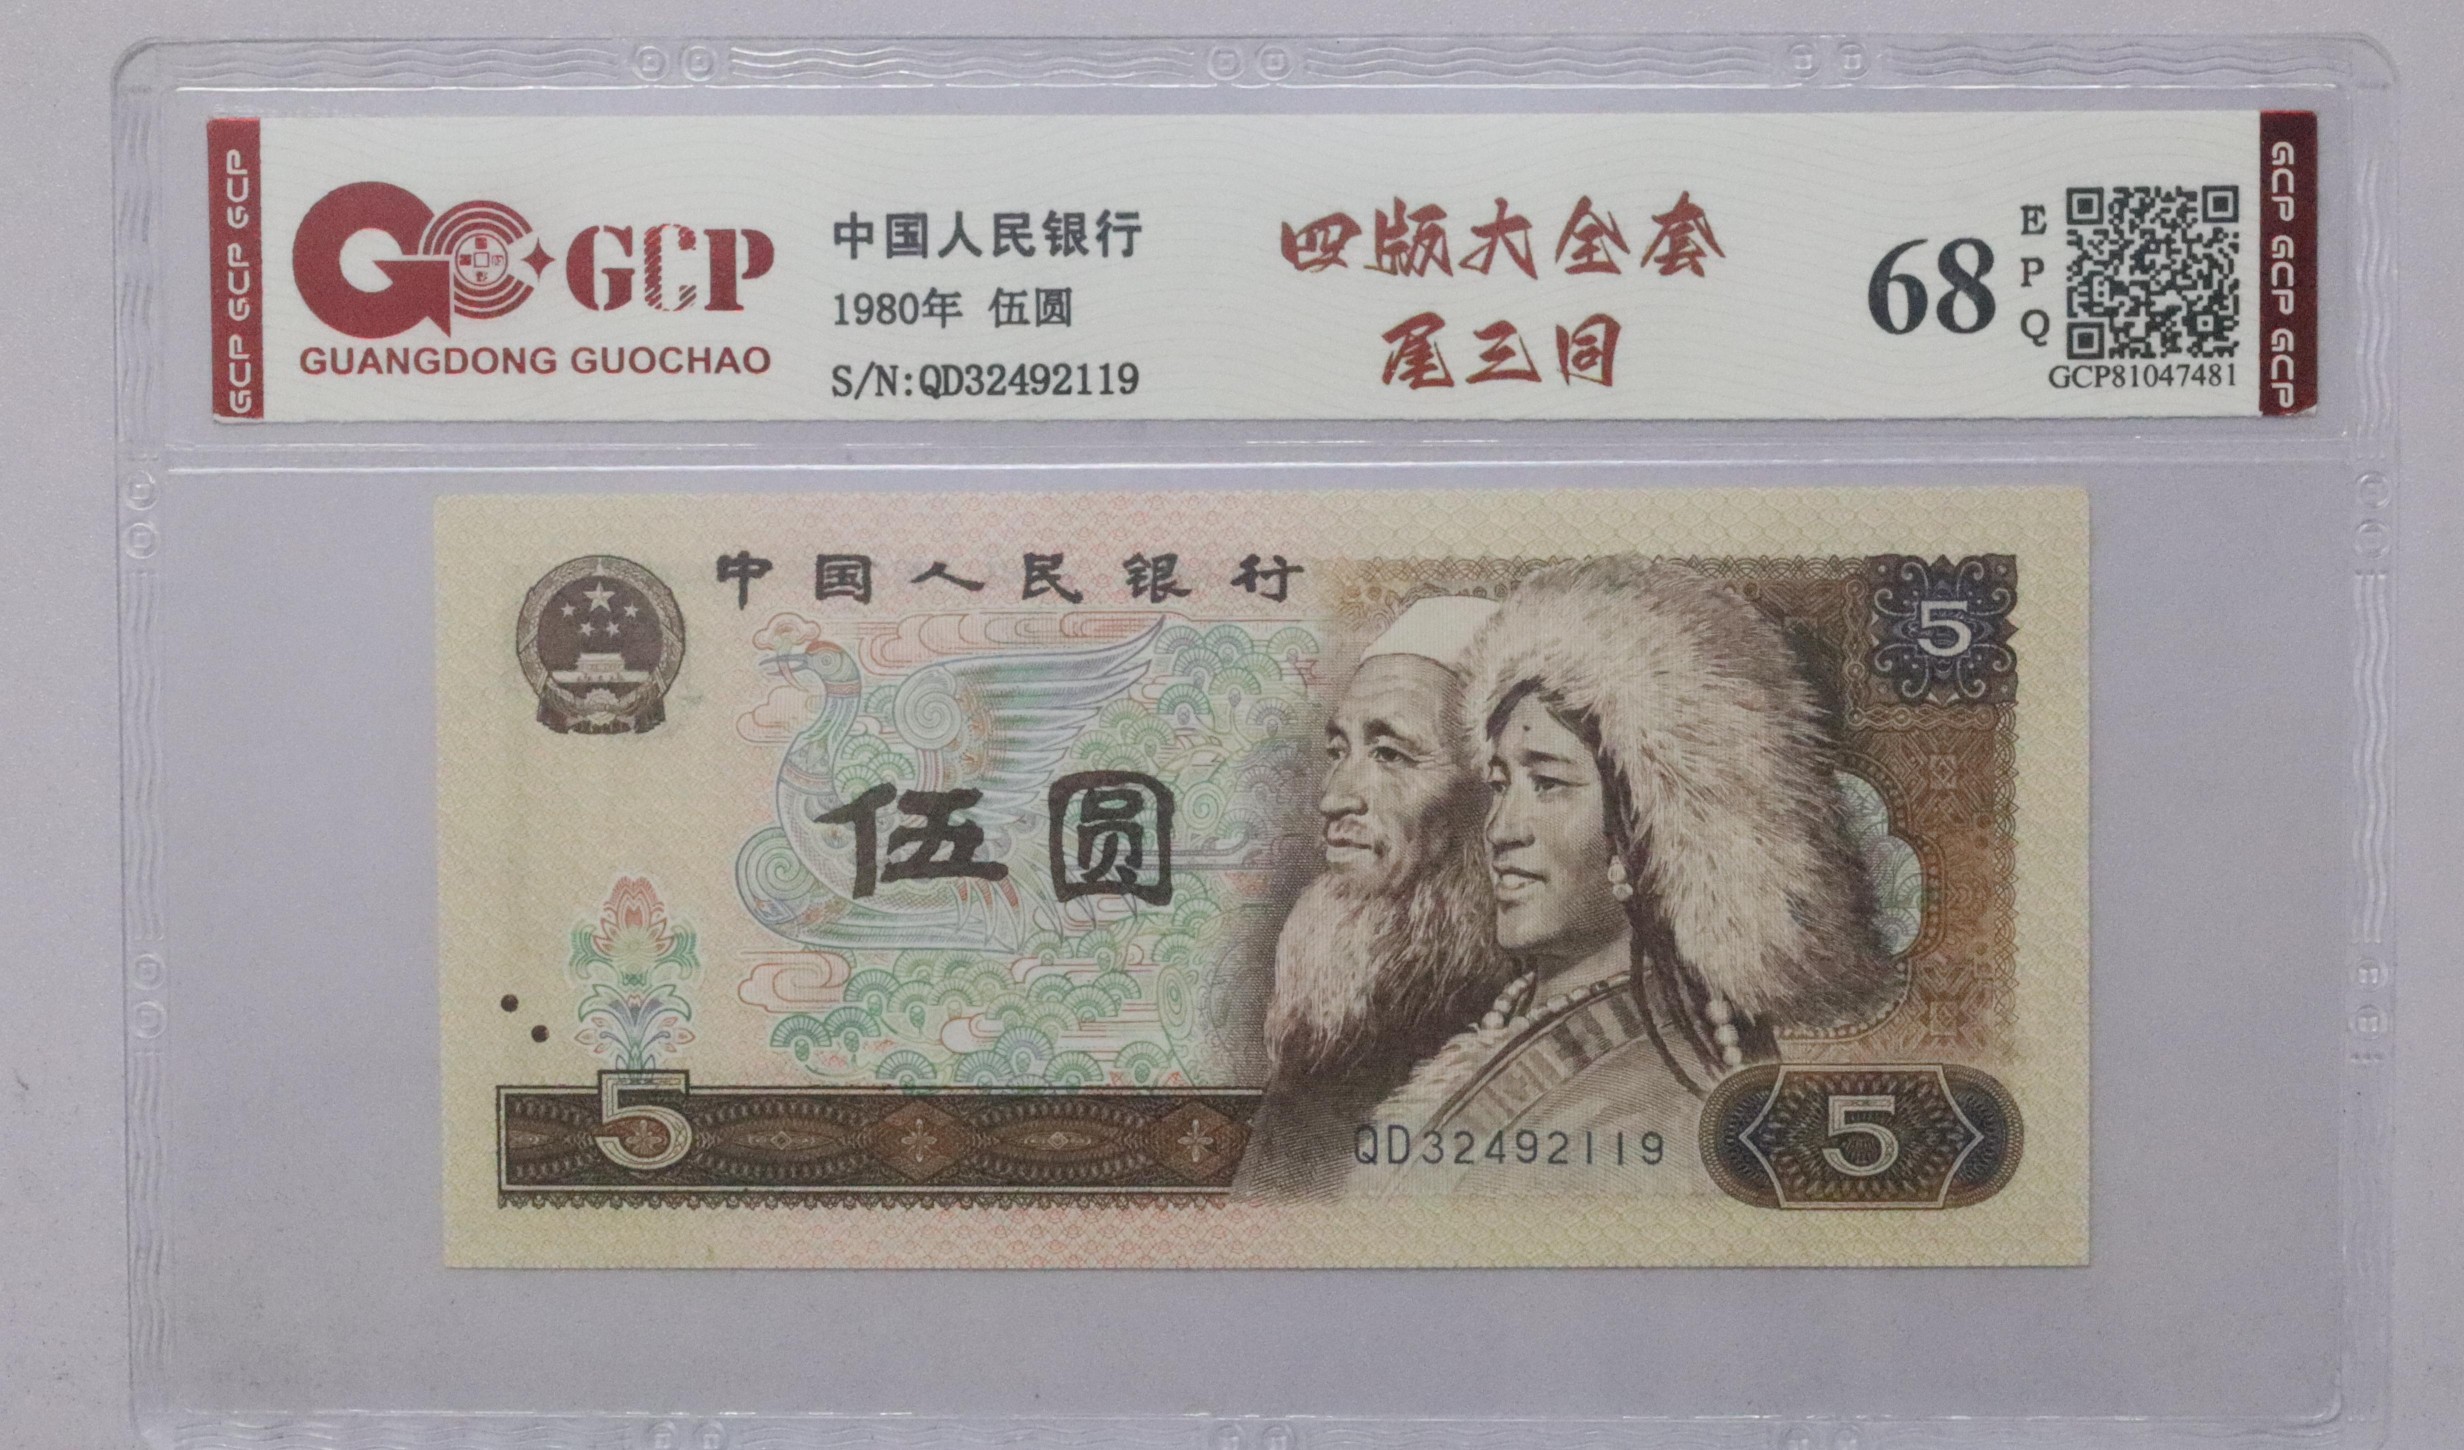 GCP GCP GCP
GCP
GUANGDONG GUOCHAO
中国人民银行
1980年 伍圆
S/N:QD32492119
四版大全套
尾三同
68
EPQ
GCP81047481
GCP GCP GCP
中国人民银行
5
伍圆
5
QD32492119
5